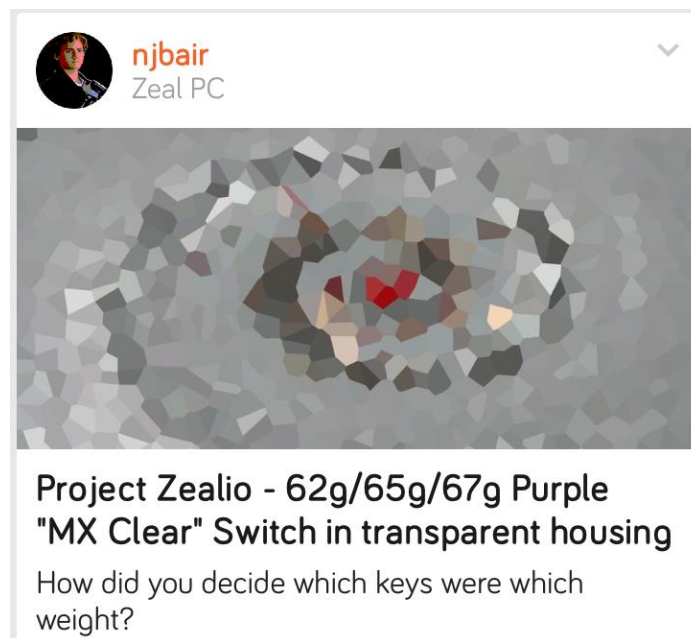 njbair
Zeal PC
Project Zealio - 62g/65g/67g Purple
"MX Clear" Switch in transparent housing
How did you decide which keys were which
weight?